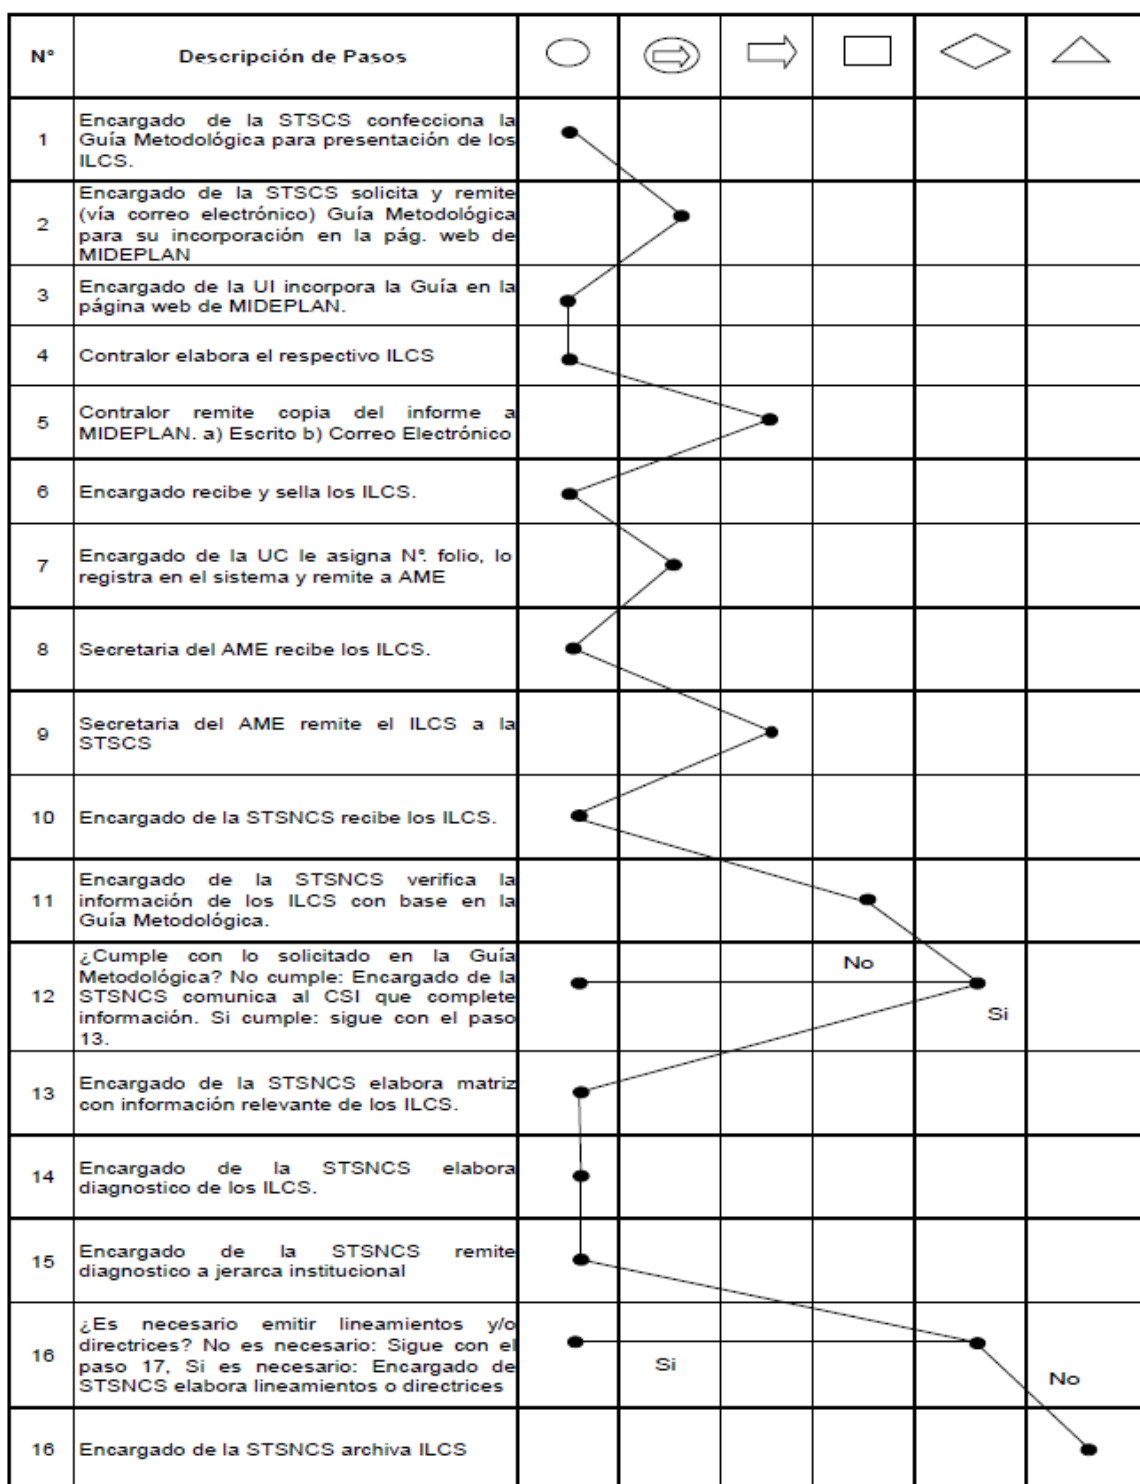 N° Descripción de Pasos
1
Encargado de la STSCS confecciona la
Guía Metodológica para presentación de los
ILCS.
2
Encargado de la STSCS solicita y remite
(vía correo electrónico) Guía Metodológica
para su incorporación en la pág. web de
MIDEPLAN
3
Encargado de la UI incorpora la Guía en la
página web de MIDEPLAN.
4
Contralor elabora el respectivo ILCS
5
Contralor remite copia del informe a
MIDEPLAN. a) Escrito b) Correo Electrónico
6
Encargado recibe y sella los ILCS.
7
Encargado de la UC le asigna N°. folio, lo
registra en el sistema y remite a AME
8
Secretaria del AME recibe los ILCS.
9
Secretaria del AME remite el ILCS a la
STSCS
10
Encargado de la STSNCS recibe los ILCS.
11
Encargado de la STSNCS verifica la
información de los ILCS con base en la
Guía Metodológica.
12
¿Cumple con lo solicitado en la Guía
Metodológica? No cumple: Encargado de la
STSNCS comunica al CSI que complete
información. Si cumple: sigue con el paso
13.
No
Si
13
Encargado de la STSNCS elabora matriz
con información relevante de los ILCS.
14
Encargado de la STSNCS elabora
diagnostico de los ILCS.
15
Encargado de la STSNCS remite
diagnostico a jerarca institucional
16
¿Es necesario emitir lineamientos y/o
directrices? No es necesario: Sigue con el
paso 17, Si es necesario: Encargado de
STSNCS elabora lineamientos o directrices
Si
No
16
Encargado de la STSNCS archiva ILCS